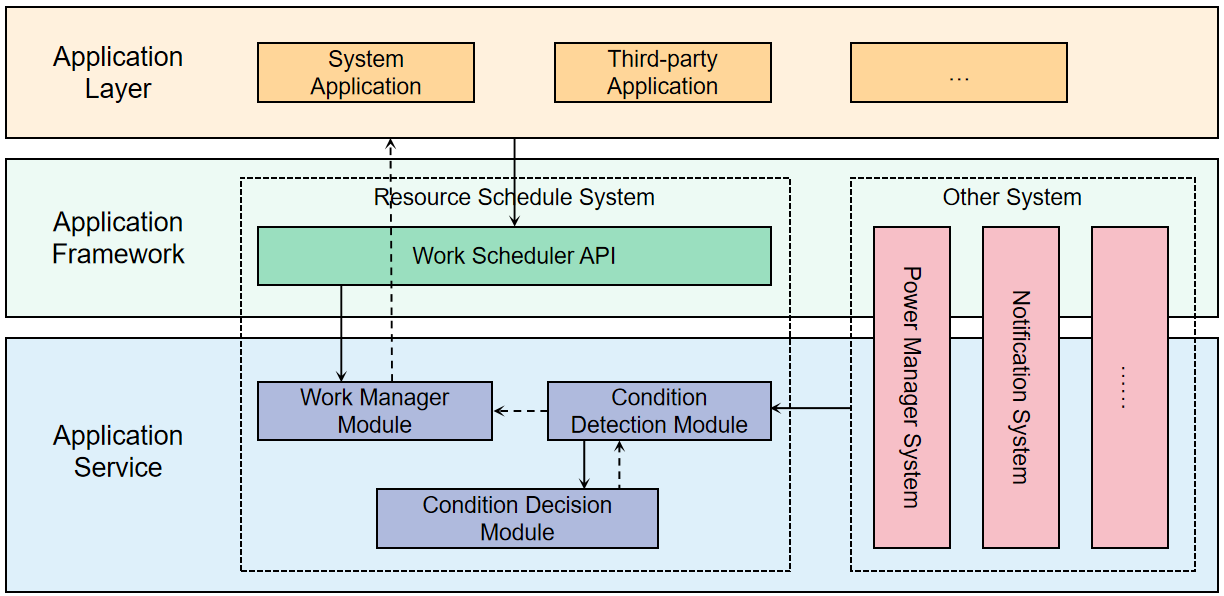 Application
Layer
System
Application
Third-party
Application
...
Application
Framework
Resource Schedule System
Work Scheduler API
Other System
Power Manager System
Notification System
......
Application
Service
Work Manager
Module
Condition
Detection Module
Condition Decision
Module